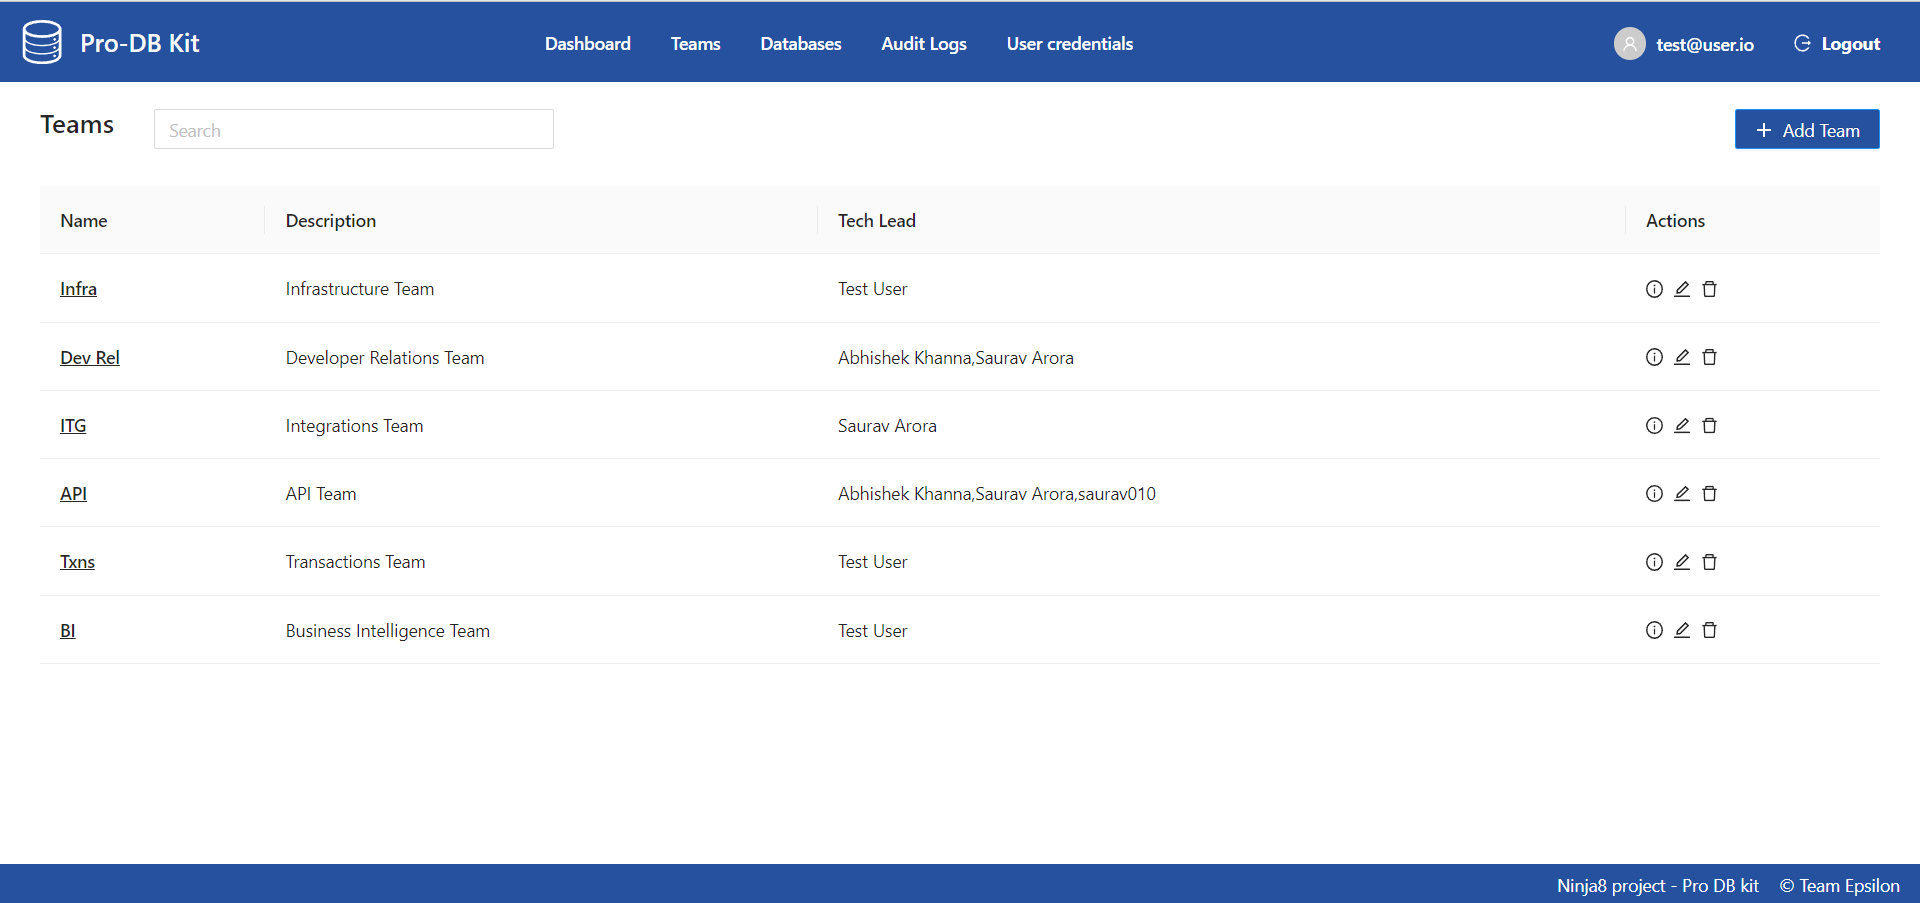 Pro-DB Kit Dashboard Teams Databases Audit Logs User credentials test@user.io Logout
Teams Search + Add Team
Name Description Tech Lead Actions
Infra Infrastructure Team Test User
Dev Rel Developer Relations Team Abhishek Khanna,Saurav Arora
ITG Integrations Team Saurav Arora
API API Team Abhishek Khanna,Saurav Arora,saurav010
Txns Transactions Team Test User
BI Business Intelligence Team Test User
Ninja8 project - Pro DB kit © Team Epsilon